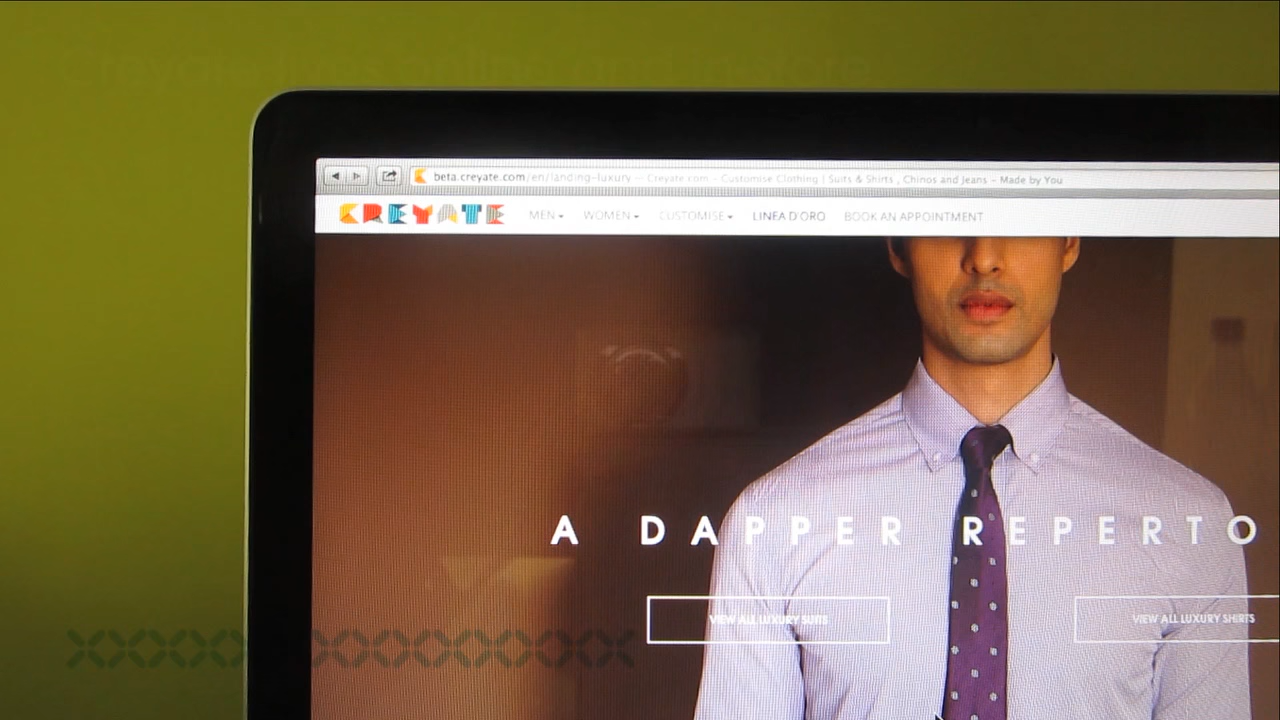 beta.creyate.com/en/landing-luxury — Creyate.com - Customise Clothing | Suits & Shirts , Chinos and Jeans - Made by You
CREYATE MEN WOMEN CUSTOMISE LINEA D'ORO BOOK AN APPOINTMENT
A DAPPER REPERTO
VIEW ALL LUXURY SUITS VIEW ALL LUXURY SHIRTS